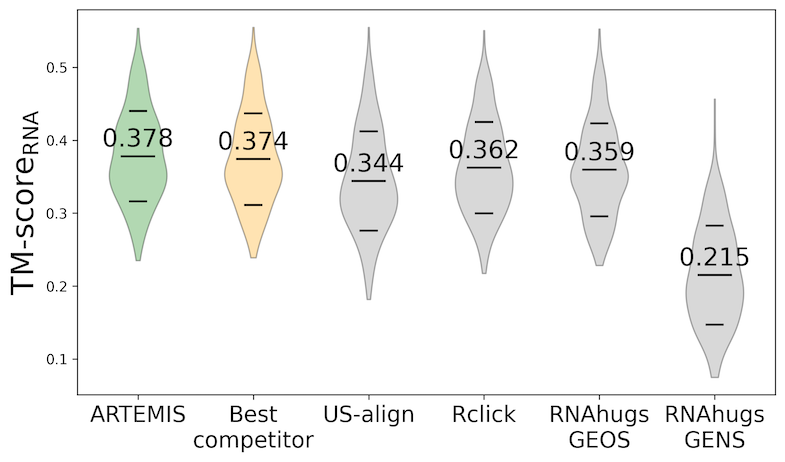 TM-scoreRNA
0.5
0.4
0.3
0.2
0.1
0.378
0.374
0.344
0.362
0.359
0.215
ARTEMIS
Best
competitor
US-align
Rclick
RNAhugs
GEOS
RNAhugs
GENS